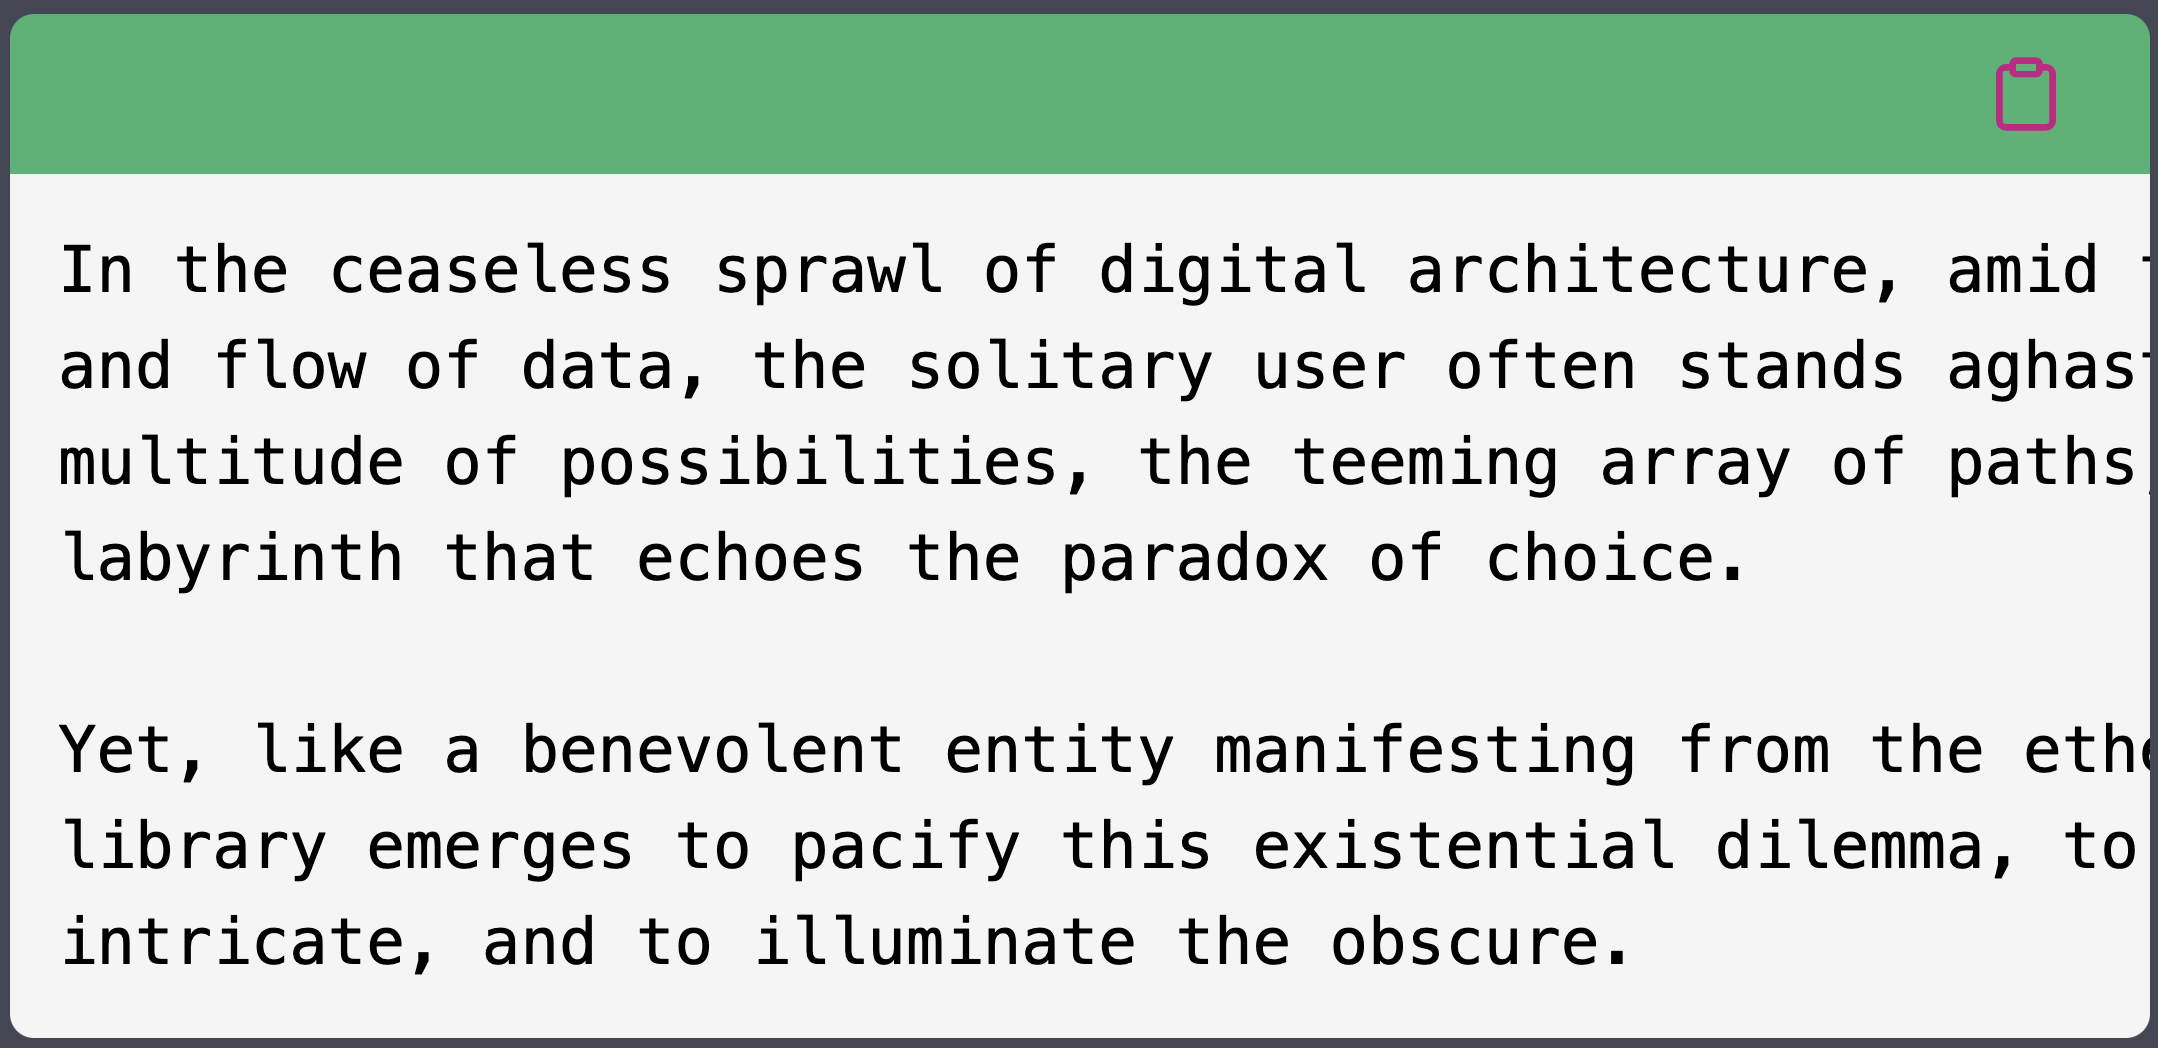 In the ceaseless sprawl of digital architecture, amid
and flow of data, the solitary user often stands aghast
multitude of possibilities, the teeming array of paths,
labyrinth that echoes the paradox of choice.
Yet, like a benevolent entity manifesting from the
library emerges to pacify this existential dilemma, to
intricate, and to illuminate the obscure.